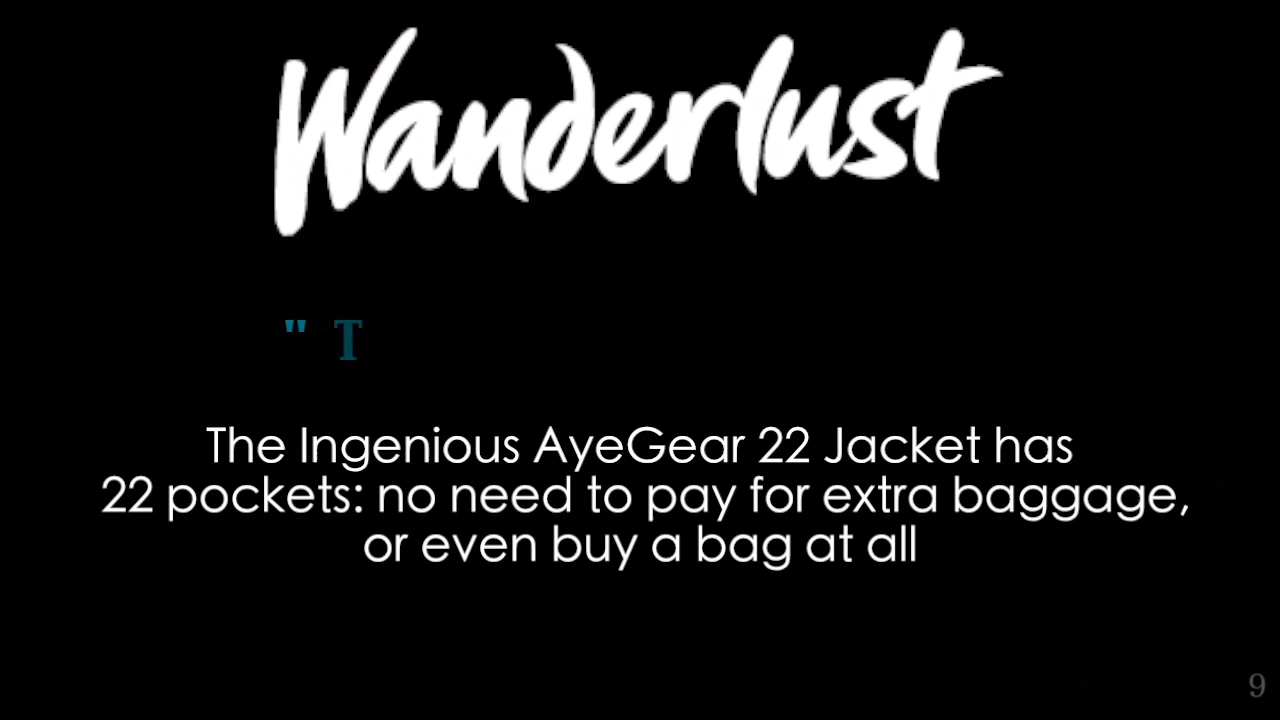 Wanderlust
" T
The Ingenious AyeGear 22 Jacket has
22 pockets: no need to pay for extra baggage,
or even buy a bag at all
9